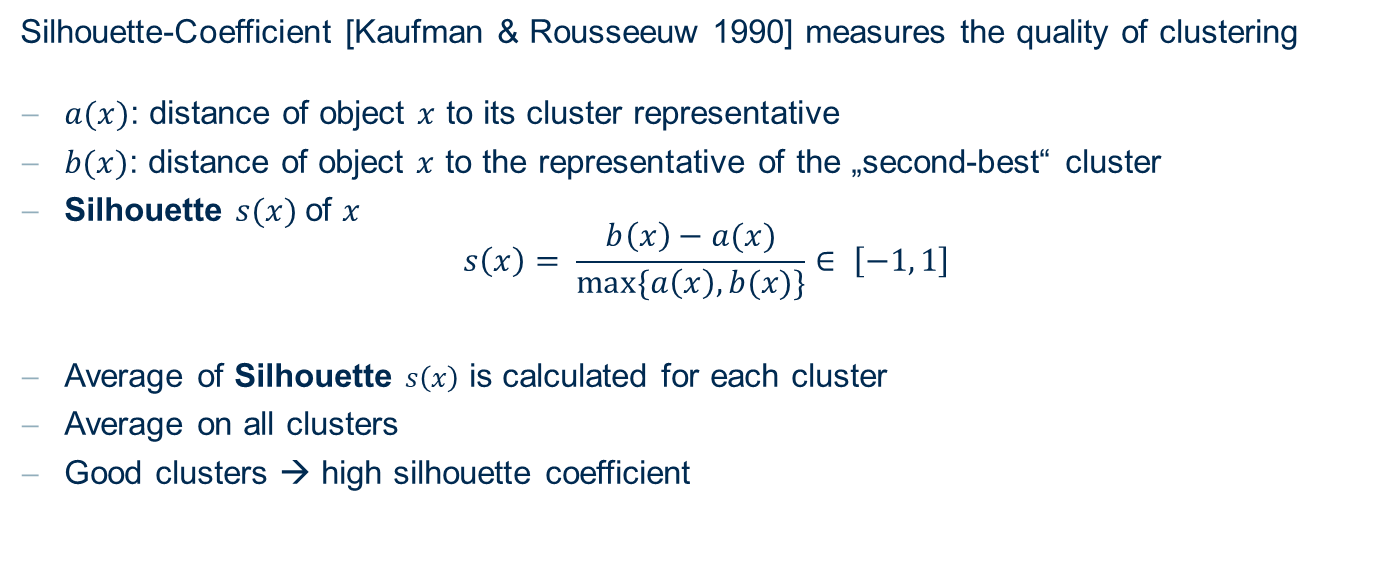 Silhouette-Coefficient [Kaufman & Rousseeuw 1990] measures the quality of clustering
– a(x): distance of object x to its cluster representative
– b(x): distance of object x to the representative of the „second-best“ cluster
– Silhouette s(x) of x
s(x) = \frac{b(x) − a(x)}{max{a(x), b(x)}} ∈ [−1, 1]
– Average of Silhouette s(x) is calculated for each cluster
– Average on all clusters
– Good clusters → high silhouette coefficient